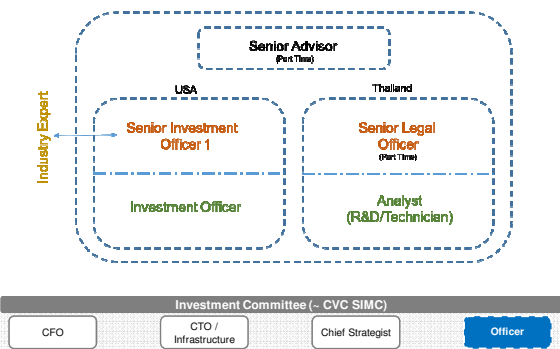 Senior Advisor
(Part Time)
USA
Thailand
Industry Expert
Senior Investment
Officer 1
Senior Legal
Officer
(Part Time)
Investment Officer
Analyst
(R&D/Technician)
Investment Committee (~ CVC SIMC)
CFO
CTO /
Infrastructure
Chief Strategist
Officer